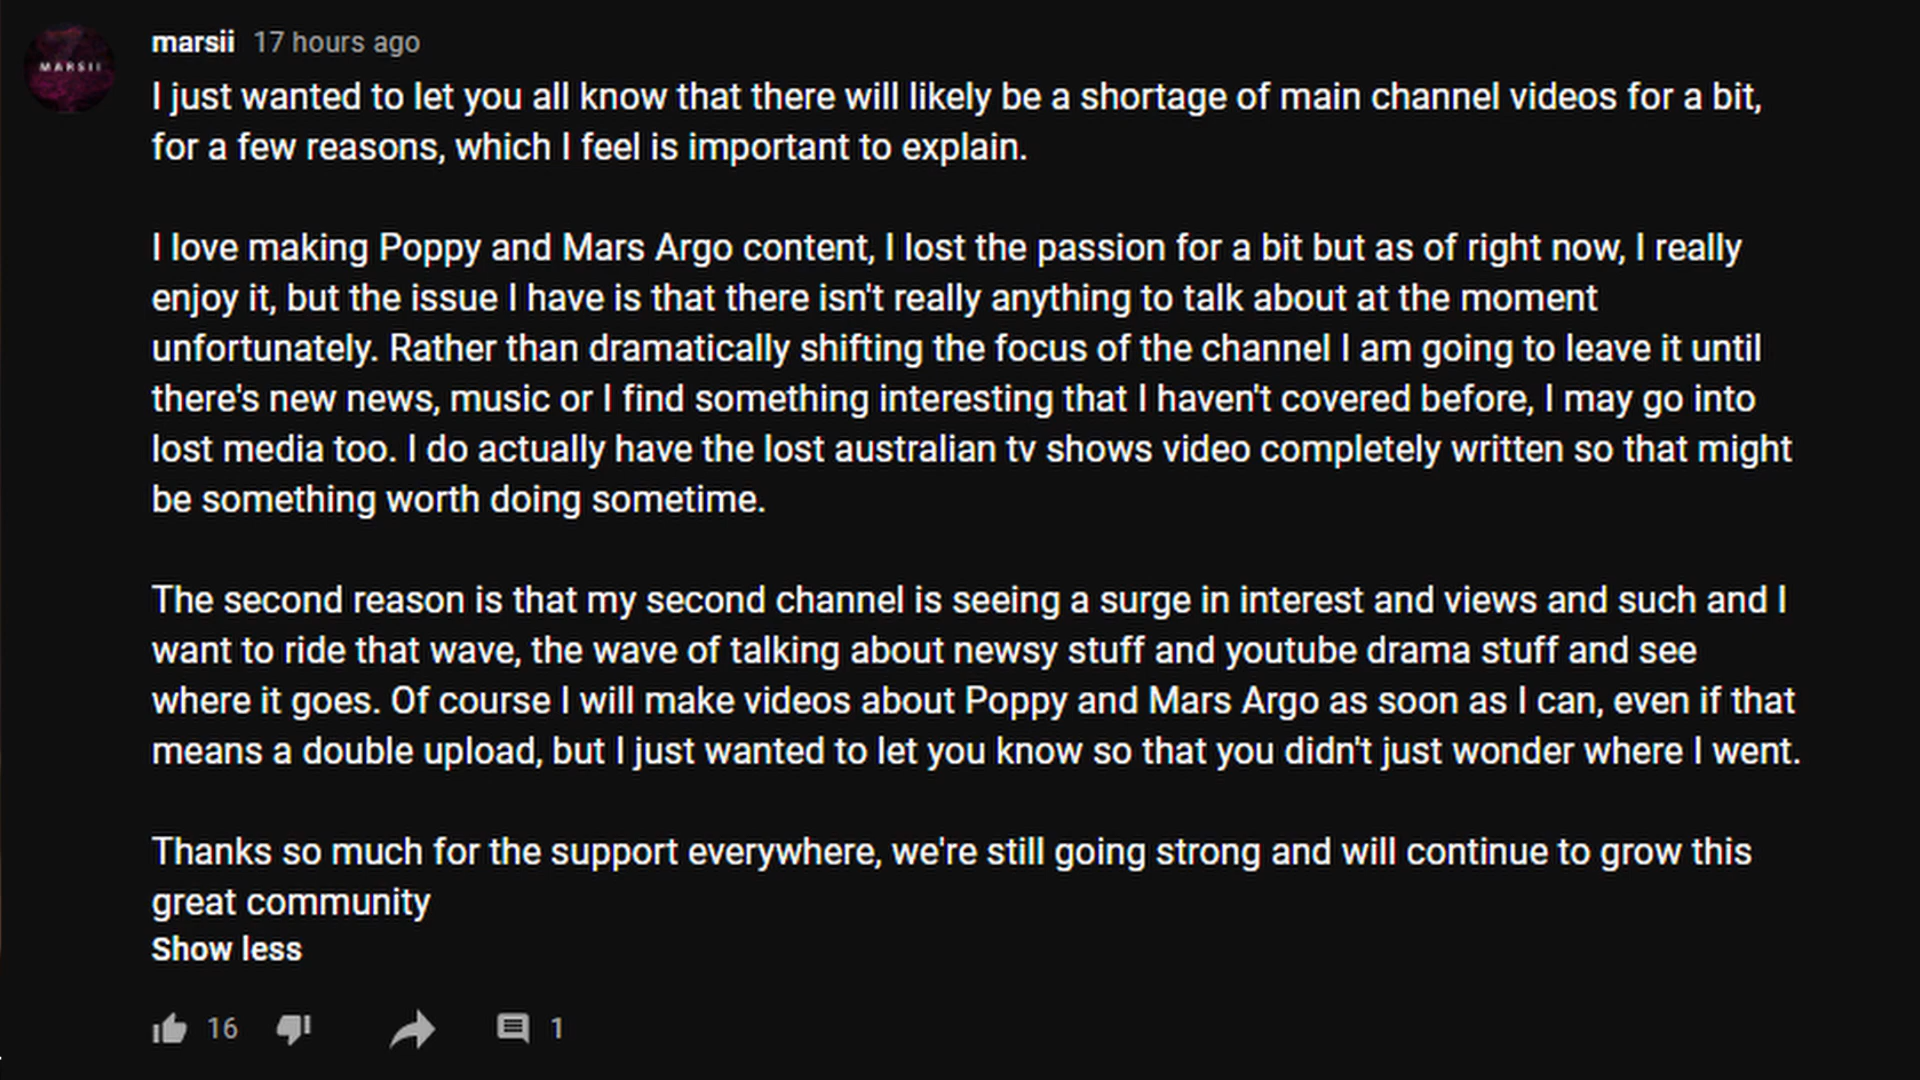 MARSII
marsii 17 hours ago
I just wanted to let you all know that there will likely be a shortage of main channel videos for a bit,
for a few reasons, which I feel is important to explain.
I love making Poppy and Mars Argo content, I lost the passion for a bit but as of right now, I really
enjoy it, but the issue I have is that there isn't really anything to talk about at the moment
unfortunately. Rather than dramatically shifting the focus of the channel I am going to leave it until
there's new news, music or I find something interesting that I haven't covered before, I may go into
lost media too. I do actually have the lost australian tv shows video completely written so that might
be something worth doing sometime.
The second reason is that my second channel is seeing a surge in interest and views and such and I
want to ride that wave, the wave of talking about newsy stuff and youtube drama stuff and see
where it goes. Of course I will make videos about Poppy and Mars Argo as soon as I can, even if that
means a double upload, but I just wanted to let you know so that you didn't just wonder where I went.
Thanks so much for the support everywhere, we're still going strong and will continue to grow this
great community
Show less
16 1